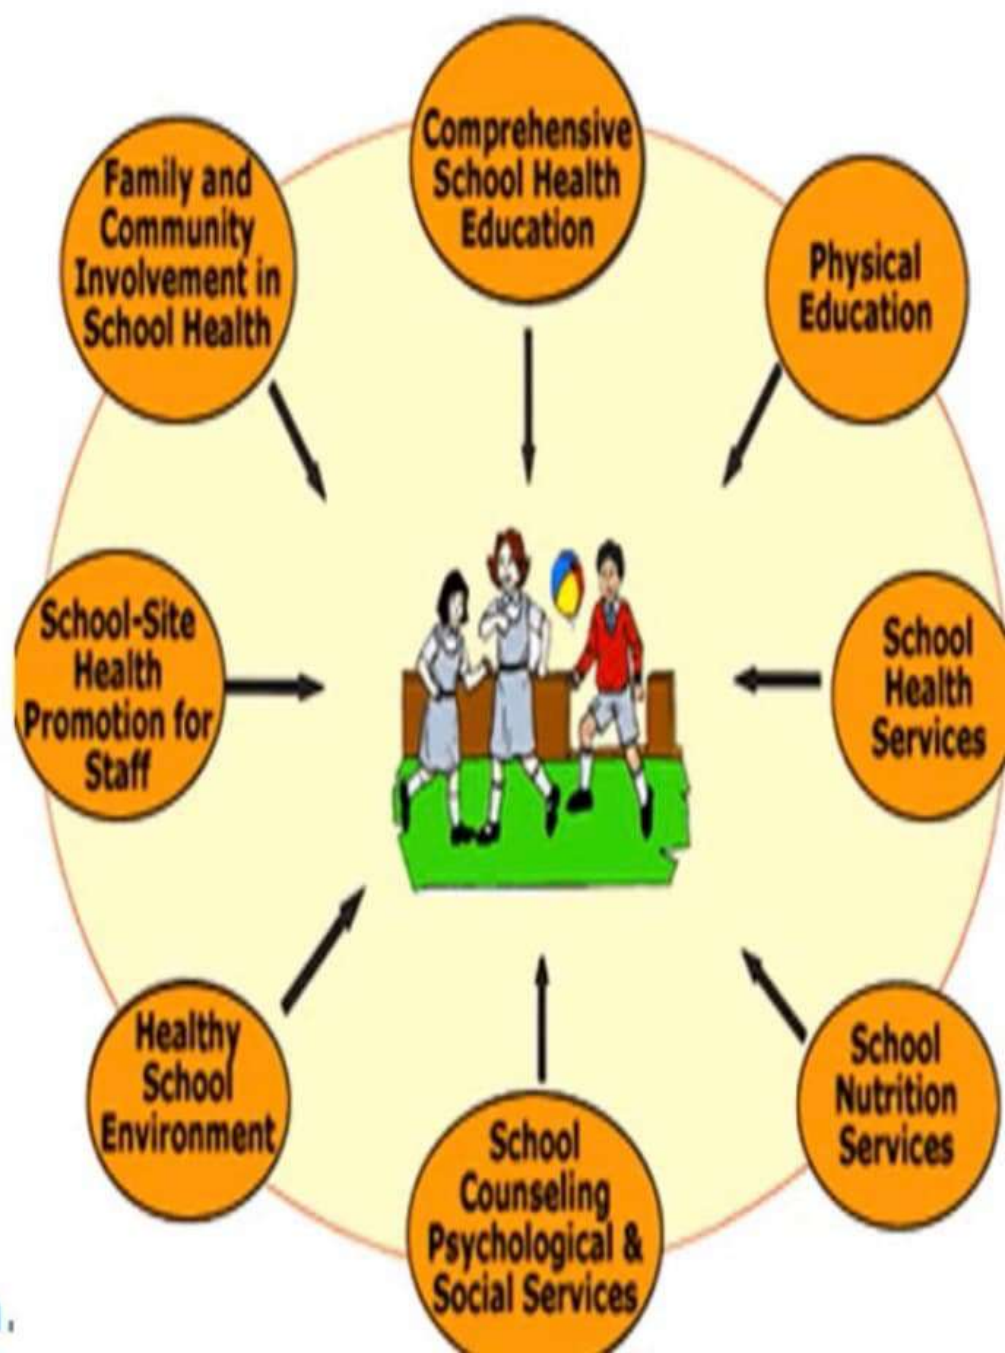 Comprehensive
School Health
Education
Physical
Education
School
Health
Services
School
Nutrition
Services
School
Counseling
Psychological &
Social Services
Healthy
School
Environment
School-Site
Health
Promotion for
Staff
Family and
Community
Involvement in
School Health